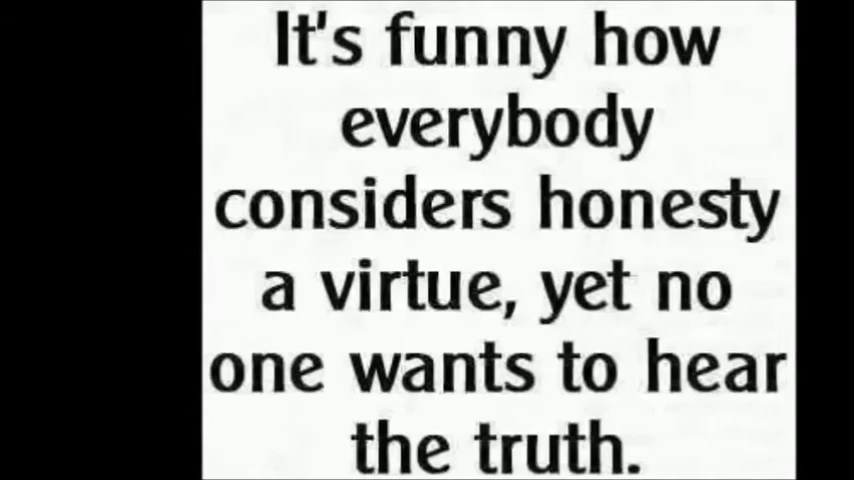 It's funny how
everybody
considers honesty
a virtue, yet no
one wants to hear
the truth.